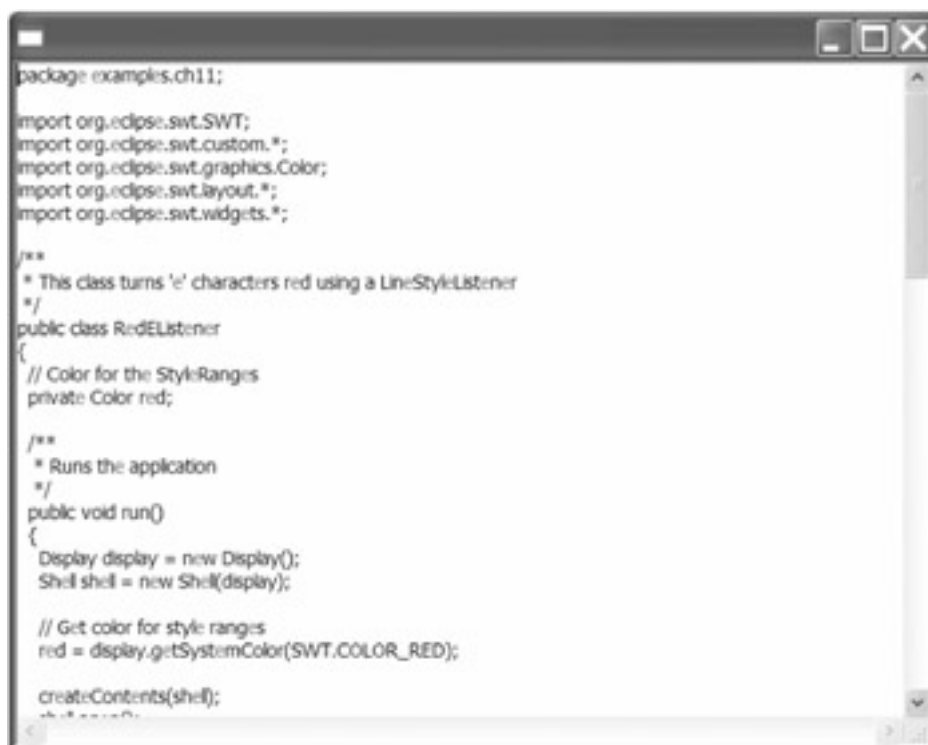 package examples.ch11;
import org.eclipse.swt.SWT;
import org.eclipse.swt.custom.*;
import org.eclipse.swt.graphics.Color;
import org.eclipse.swt.layout.*;
import org.eclipse.swt.widgets.*;
/**
* This class turns 'e' characters red using a LineStyleListener
*/
public class RedEListener
{
// Color for the StyleRanges
private Color red;
/**
* Runs the application
*/
public void run()
{
Display display = new Display();
Shell shell = new Shell(display);
// Get color for style ranges
red = display.getSystemColor(SWT.COLOR_RED);
createContents(shell);